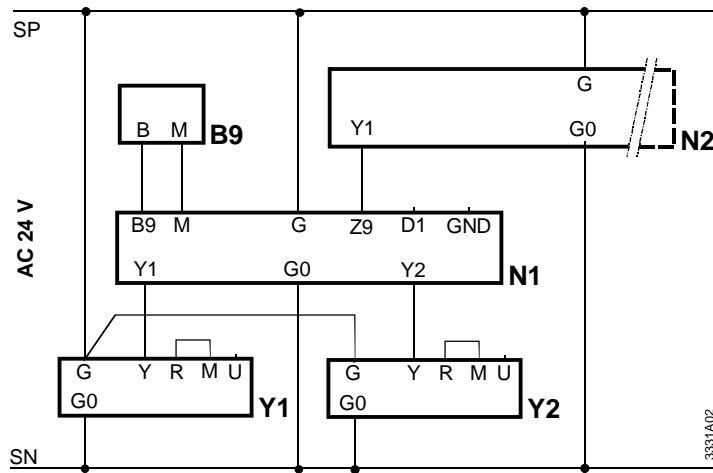 SP
G
B M
B9
Y1
G0
N2
AC 24 V
B9 M G Z9 D1 GND
Y1 G0 Y2
N1
G Y R M U
G0
Y1
G Y R M U
G0
Y2
SN
3331A02